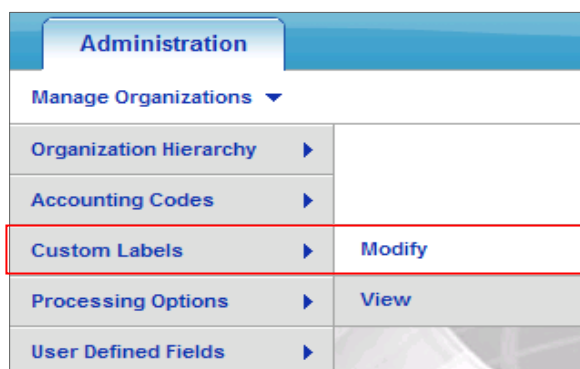 Administration
Manage Organizations
Organization Hierarchy
Accounting Codes
Custom Labels Modify
Processing Options View
User Defined Fields